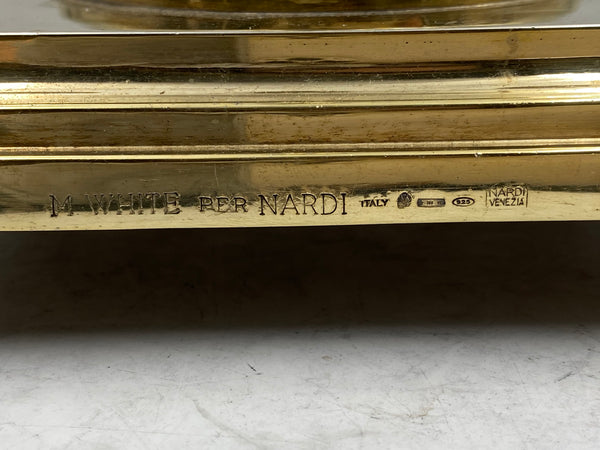 M WHITE PER NARDI ITALY 925 NARDI
VENEZIA